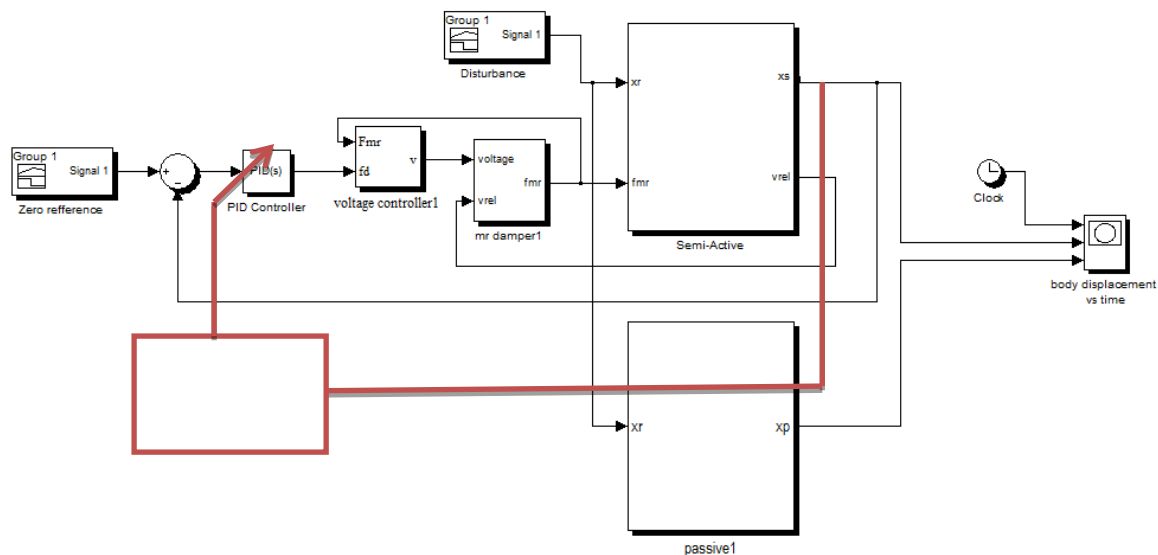 Group 1
Signal 1
Disturbance
xr
xs
vrel
fmr
Semi-Active
Group 1
Signal 1
Zero refference
+
−
PID(s)
PID Controller
Fmr
fd
v
voltage controller1
voltage
vrel
fmr
mr damper1
Clock
body displacement
vs time
xr
xp
passive1